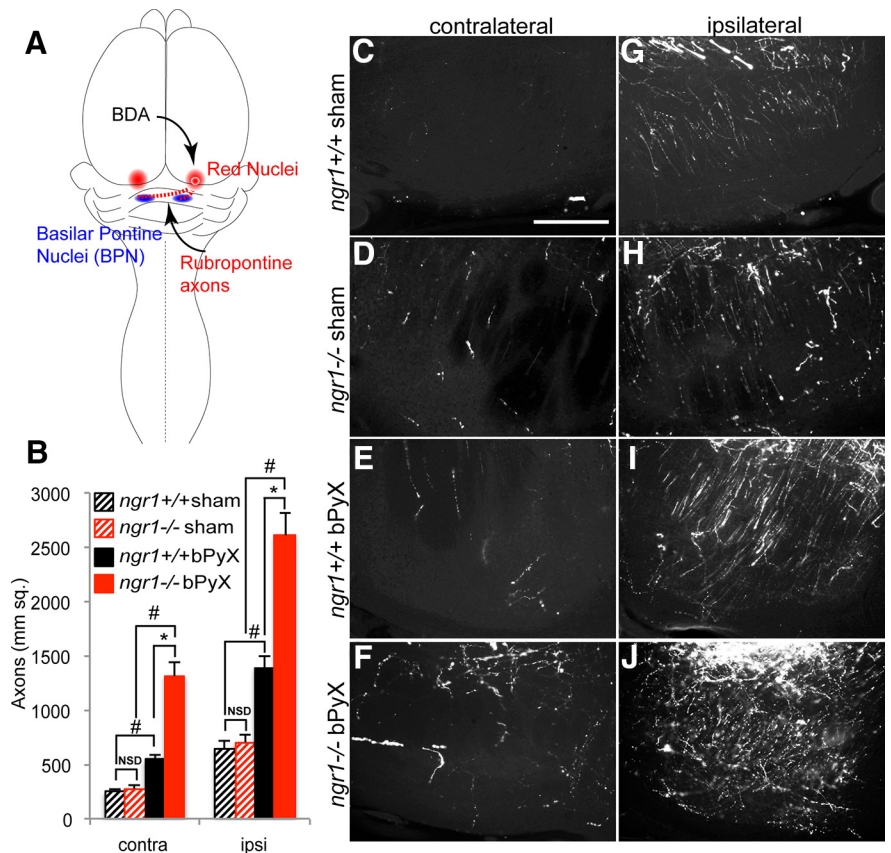 A
BDA
Red Nuclei
Basilar Pontine
Nuclei (BPN)
Rubropontine
axons
B
3000
2500
2000
1500
1000
500
0
Axons (mm sq.)
ngr1+/+sham
ngr1-/- sham
ngr1+/+bPyX
ngr1-/- bPyX
#
*
#
NSD
#
*
#
NSD
contra
ipsi
contralateral
ipsilateral
ngr1+/+ sham
C
G
ngr1-/- sham
D
H
ngr1+/+ bPyX
E
I
ngr1-/- bPyX
F
J